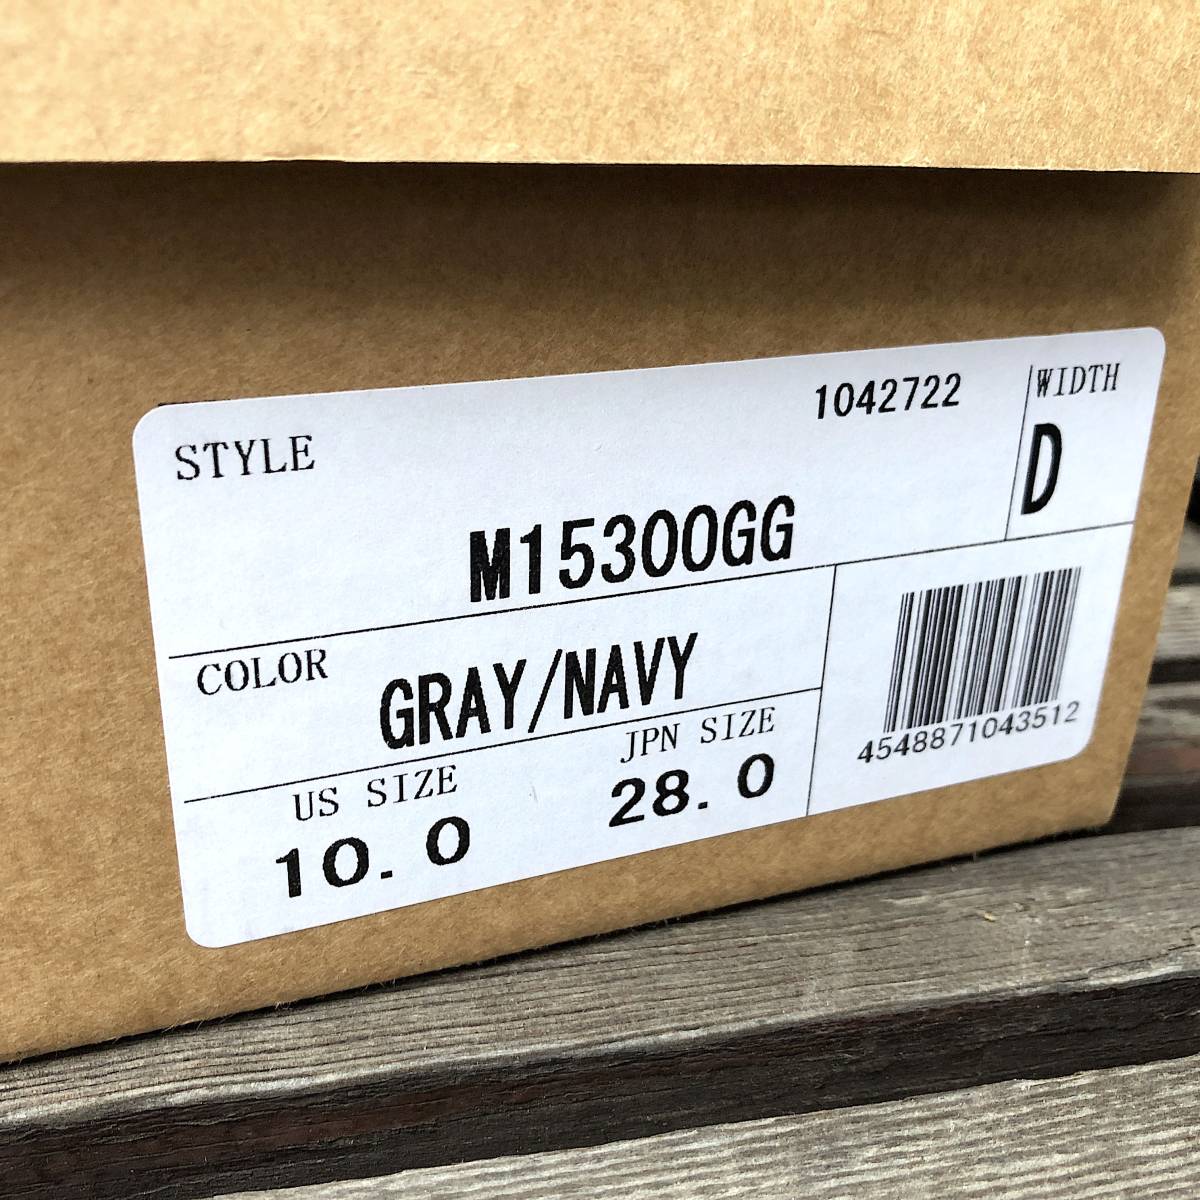 STYLE
1042722
WIDTH
D
M15300GG
COLOR
GRAY/NAVY
US SIZE
10.0
JPN SIZE
28.0
4548871043512